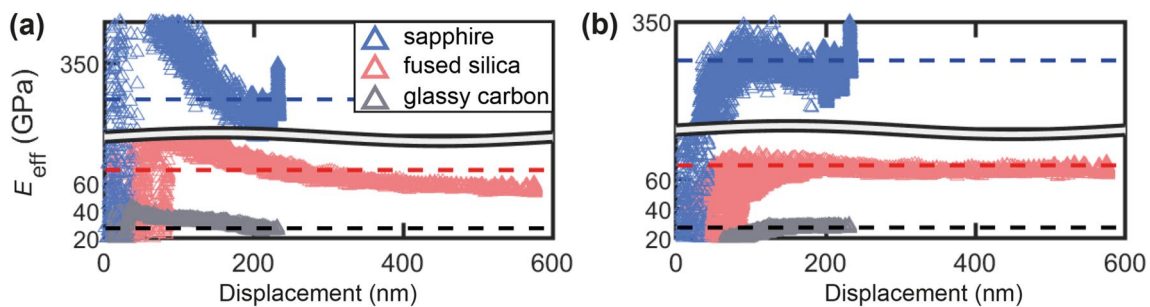 (a)
350
60
40
20
E_eff (GPa)
sapphire
fused silica
glassy carbon
0
200
400
600
Displacement (nm)
(b)
350
60
40
20
0
200
400
600
Displacement (nm)